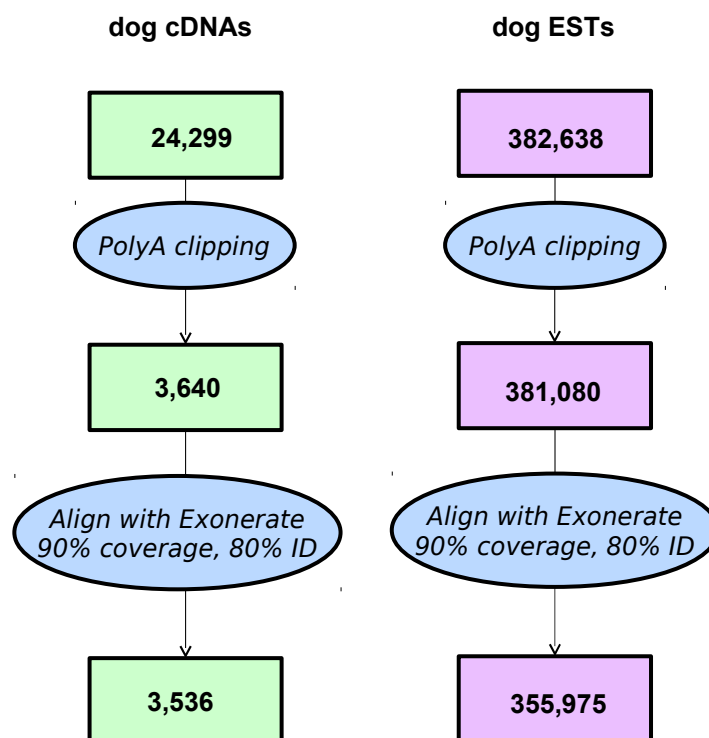 dog cDNAs
24,299
PolyA clipping
3,640
Align with Exonerate
90% coverage, 80% ID
3,536
dog ESTs
382,638
PolyA clipping
381,080
Align with Exonerate
90% coverage, 80% ID
355,975